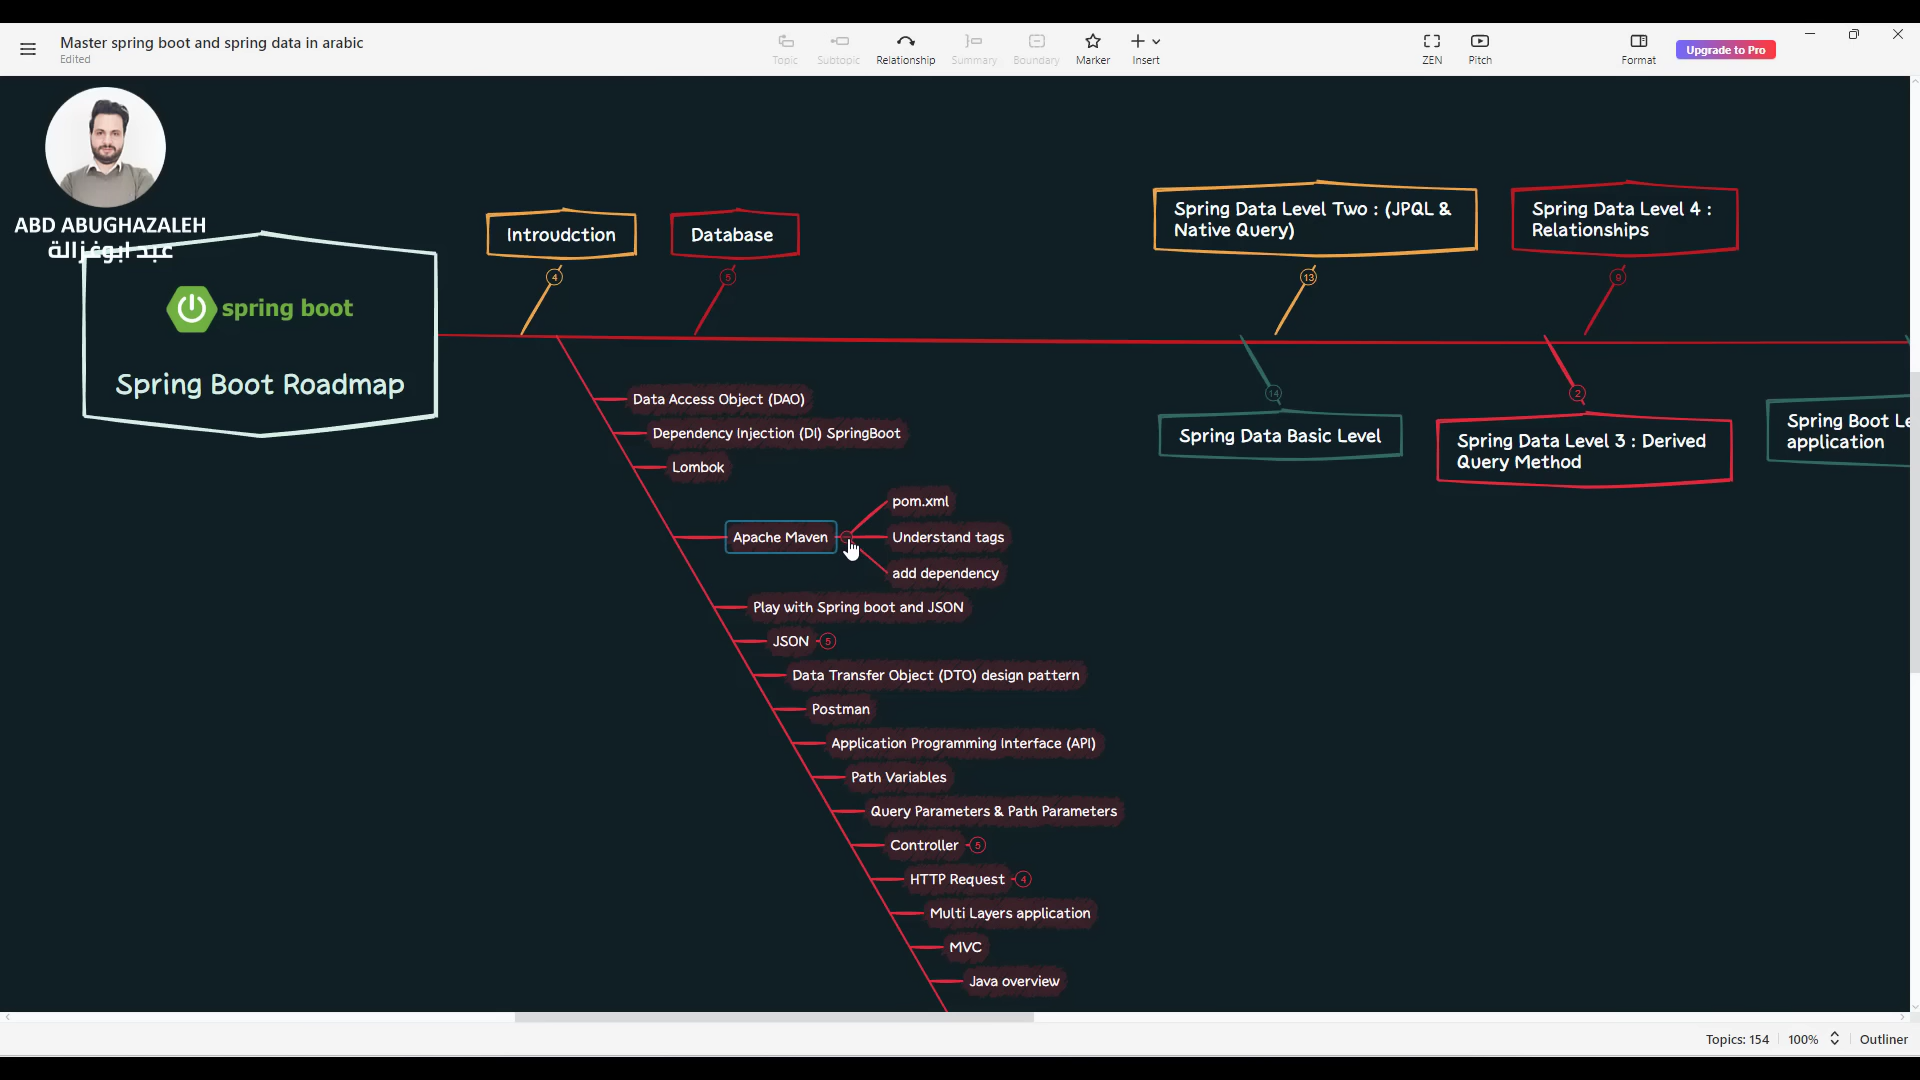 Master spring boot and spring data in arabic
Edited
Topic
Subtopic
Relationship
Summary
Boundary
Marker
Insert
ZEN
Pitch
Format
Upgrade to Pro
ABD ABUGHAZALEH
عبد ابوغزالة
spring boot
Spring Boot Roadmap
Introudction
4
Database
5
Spring Data Level Two : (JPQL &
Native Query)
13
Spring Data Level 4 :
Relationships
9
14
Spring Data Basic Level
2
Spring Data Level 3 : Derived
Query Method
Spring Boot Le
application
Data Access Object (DAO)
Dependency Injection (DI) SpringBoot
Lombok
Apache Maven
pom.xml
Understand tags
add dependency
Play with Spring boot and JSON
JSON 5
Data Transfer Object (DTO) design pattern
Postman
Application Programming Interface (API)
Path Variables
Query Parameters & Path Parameters
Controller 5
HTTP Request 4
Multi Layers application
MVC
Java overview
Topics: 154
100%
Outliner